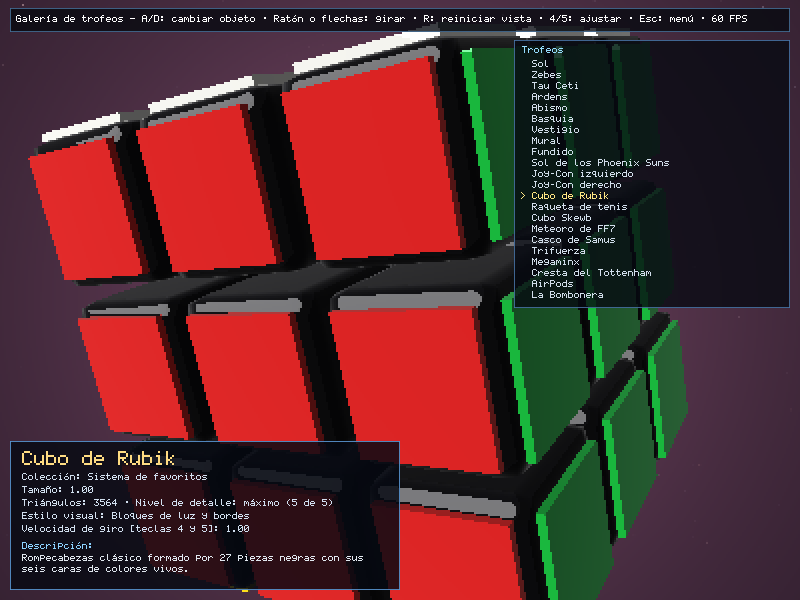 Galería de trofeos - A/D: cambiar objeto • Ratón o flechas: girar • R: reiniciar vista • 4/5: ajustar • Esc: menú • 60 FPS
Trofeos
Sol
Zebes
Tau Ceti
Ardens
Abismo
Basquia
Vestigio
Mural
Fundido
Sol de los Phoenix Suns
Joy-Con izquierdo
Joy-Con derecho
> Cubo de Rubik
Raqueta de tenis
Cubo Skewb
Meteoro de FF7
Casco de Samus
Trifuerza
Megaminx
Cresta del Tottenham
AirPods
La Bombonera
Cubo de Rubik
Colección: Sistema de favoritos
Tamaño: 1.00
Triángulos: 3564 • Nivel de detalle: máximo (5 de 5)
Estilo visual: Bloques de luz y bordes
Velocidad de giro [teclas 4 y 5]: 1.00
Descripción:
Rompecabezas clásico formado por 27 piezas negras con sus
seis caras de colores vivos.